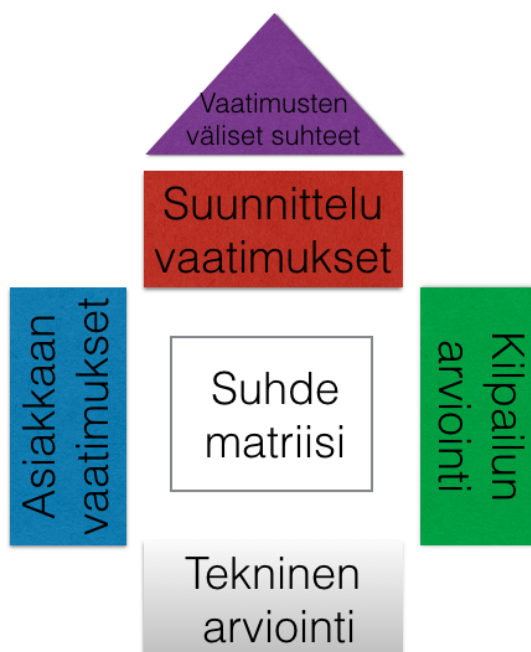 Vaatimusten
väliset suhteet
Suunnittelu
vaatimukset
Asiakkaan
vaatimukset
Suhde
matriisi
Kilpailun
arviointi
Tekninen
arviointi